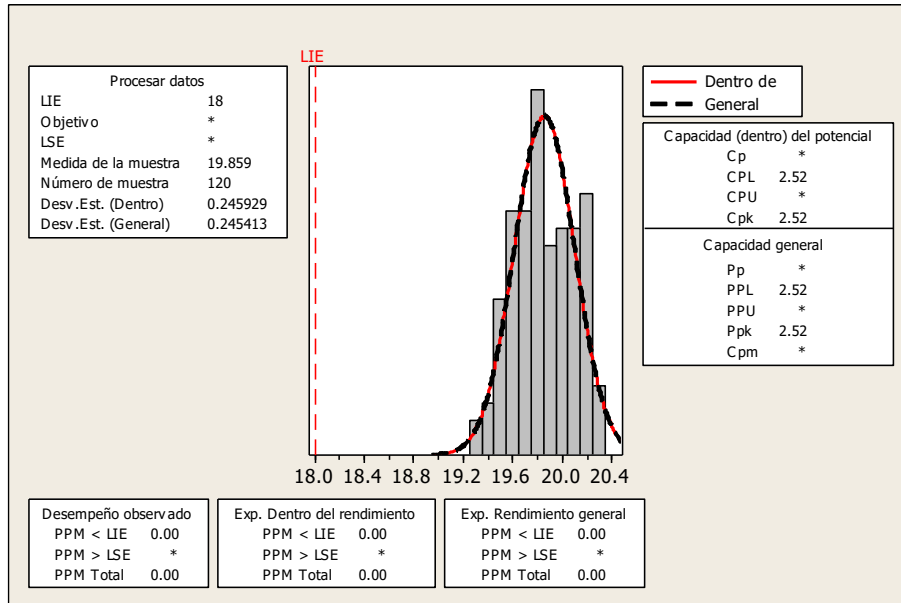 LIE
Procesar datos
LIE 18
Objetivo *
LSE *
Medida de la muestra 19.859
Número de muestra 120
Desv.Est. (Dentro) 0.245929
Desv.Est. (General) 0.245413
Dentro de
General
Capacidad (dentro) del potencial
Cp *
CPL 2.52
CPU *
Cpk 2.52
Capacidad general
Pp *
PPL 2.52
PPU *
Ppk 2.52
Cpm *
18.0 18.4 18.8 19.2 19.6 20.0 20.4
Desempeño observado
PPM < LIE 0.00
PPM > LSE *
PPM Total 0.00
Exp. Dentro del rendimiento
PPM < LIE 0.00
PPM > LSE *
PPM Total 0.00
Exp. Rendimiento general
PPM < LIE 0.00
PPM > LSE *
PPM Total 0.00